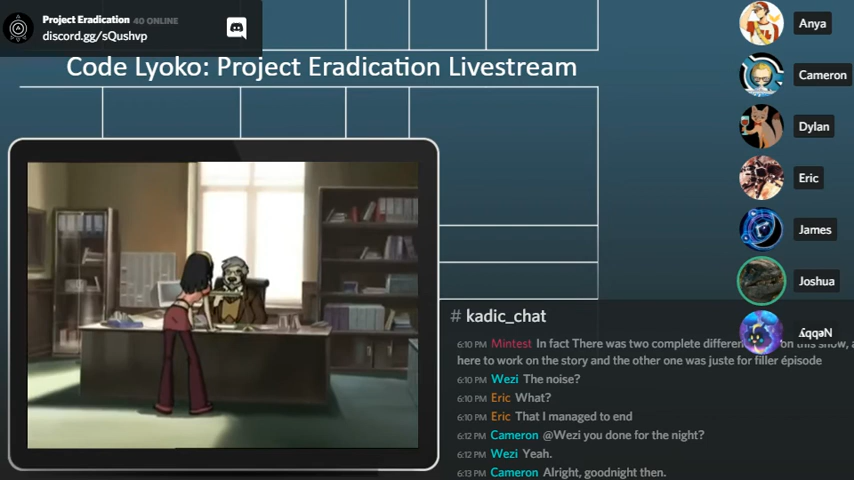 Project Eradication 40 ONLINE
discord.gg/sQushvp
Code Lyoko: Project Eradication Livestream
Anya
Cameron
Dylan
Eric
James
Joshua
Nebby
# kadic_chat
6:10 PM Mintest In fact There was two complete differen on this show, a
here to work on the story and the other one was juste for filler épisode
6:10 PM Wezi The noise?
6:10 PM Eric What?
6:10 PM Eric That I managed to end
6:12 PM Cameron @Wezi you done for the night?
6:12 PM Wezi Yeah.
6:13 PM Cameron Alright, goodnight then.